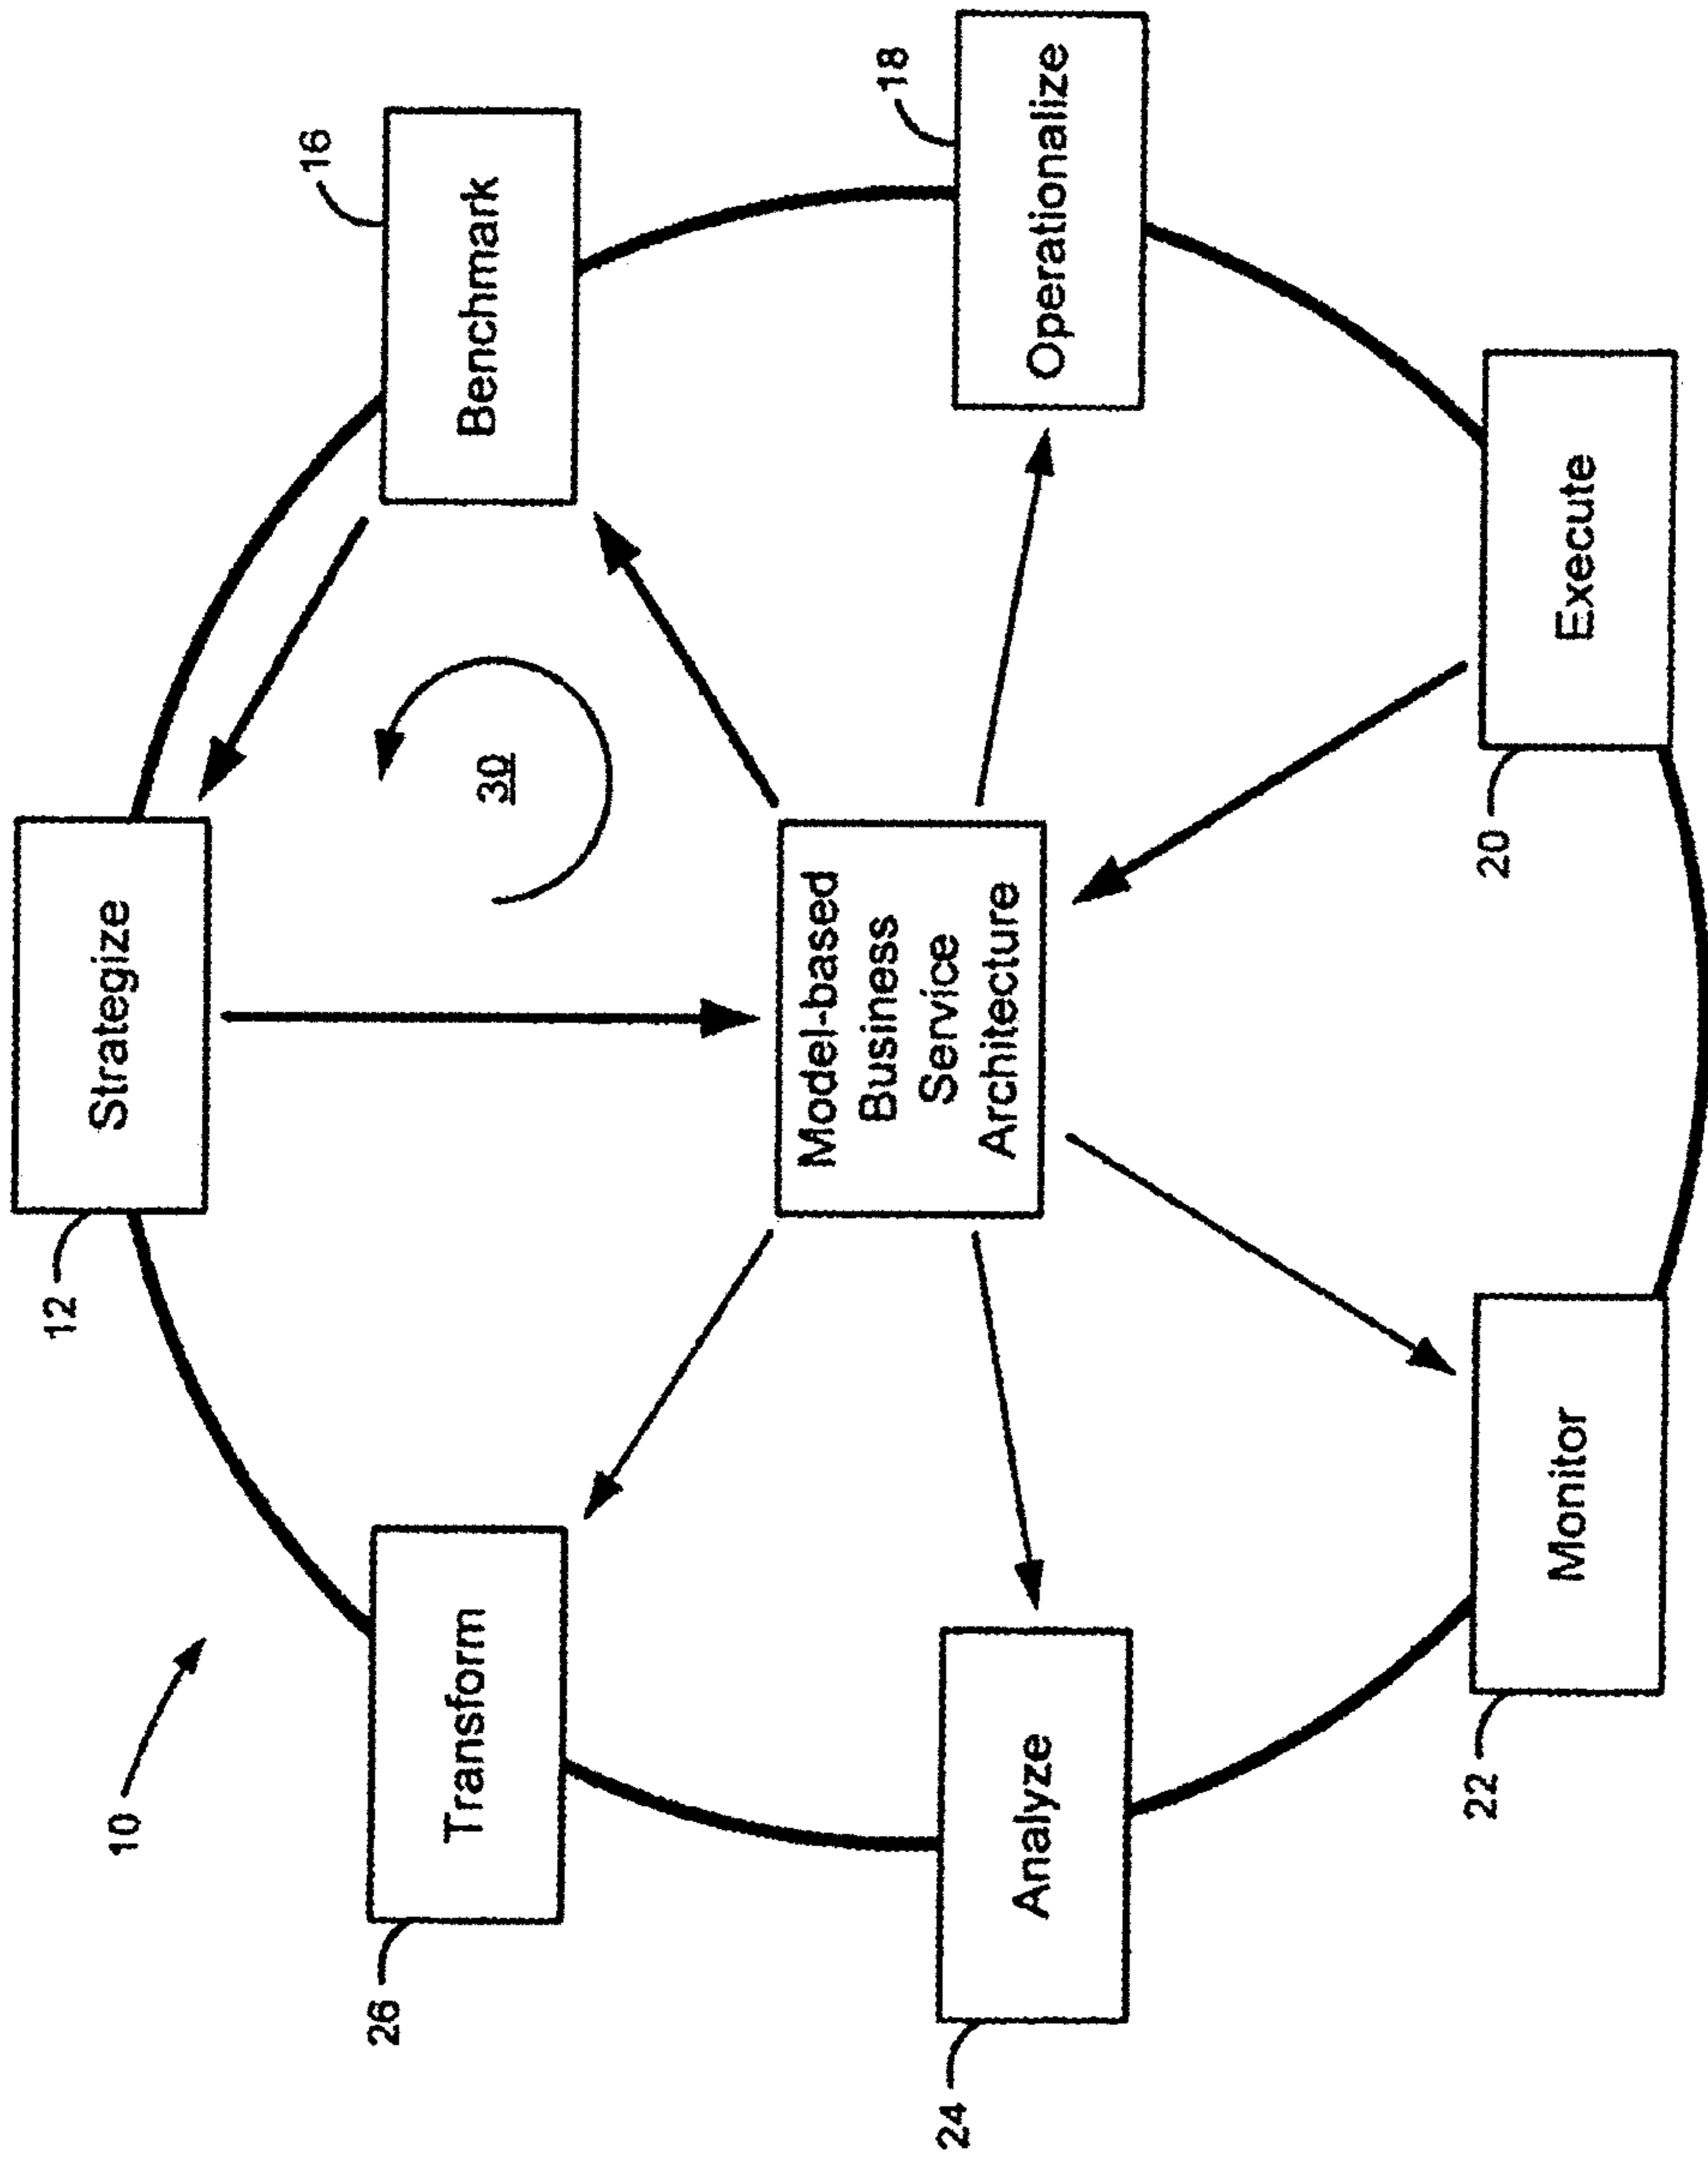 12
Strategize
10
16
26
Transform
Benchmark
30
Model-based
Business
Service
Architecture
18
24
Analyze
Operationalize
22
20
Monitor
Execute